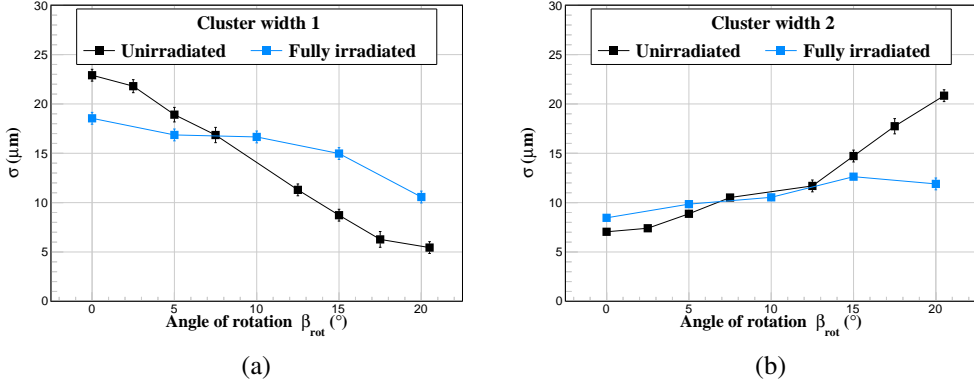 Cluster width 1
Unirradiated Fully irradiated
30
25
20
15
10
5
0
σ (μm)
0 5 10 15 20
Angle of rotation β_rot (°)
(a)
Cluster width 2
Unirradiated Fully irradiated
30
25
20
15
10
5
0
σ (μm)
0 5 10 15 20
Angle of rotation β_rot (°)
(b)